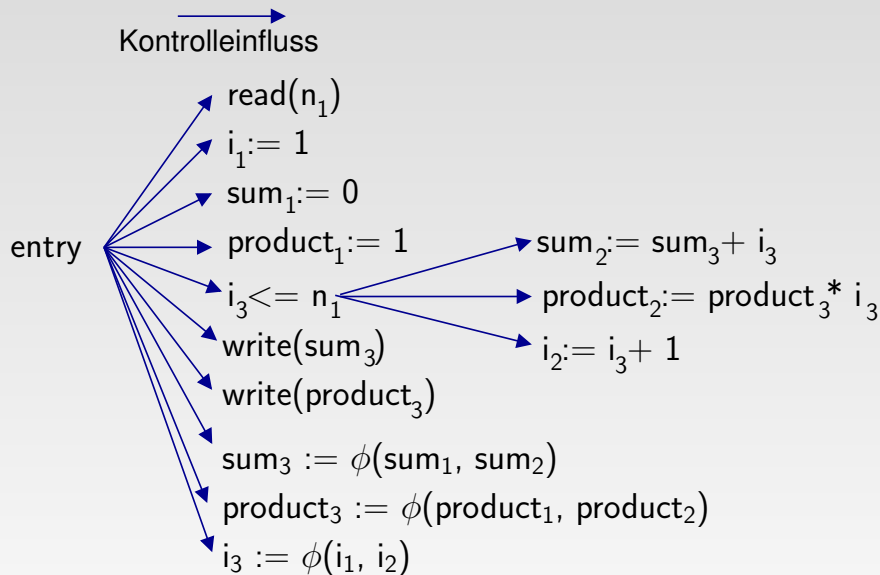 Kontrolleinfluss
read(n₁)
i₁:= 1
sum₁:= 0
entry product₁:= 1 sum₂:= sum₃+ i₃
i₃<= n₁ product₂:= product₃* i₃
write(sum₃) i₂:= i₃+ 1
write(product₃)
sum₃ := ϕ(sum₁, sum₂)
product₃ := ϕ(product₁, product₂)
i₃ := ϕ(i₁, i₂)